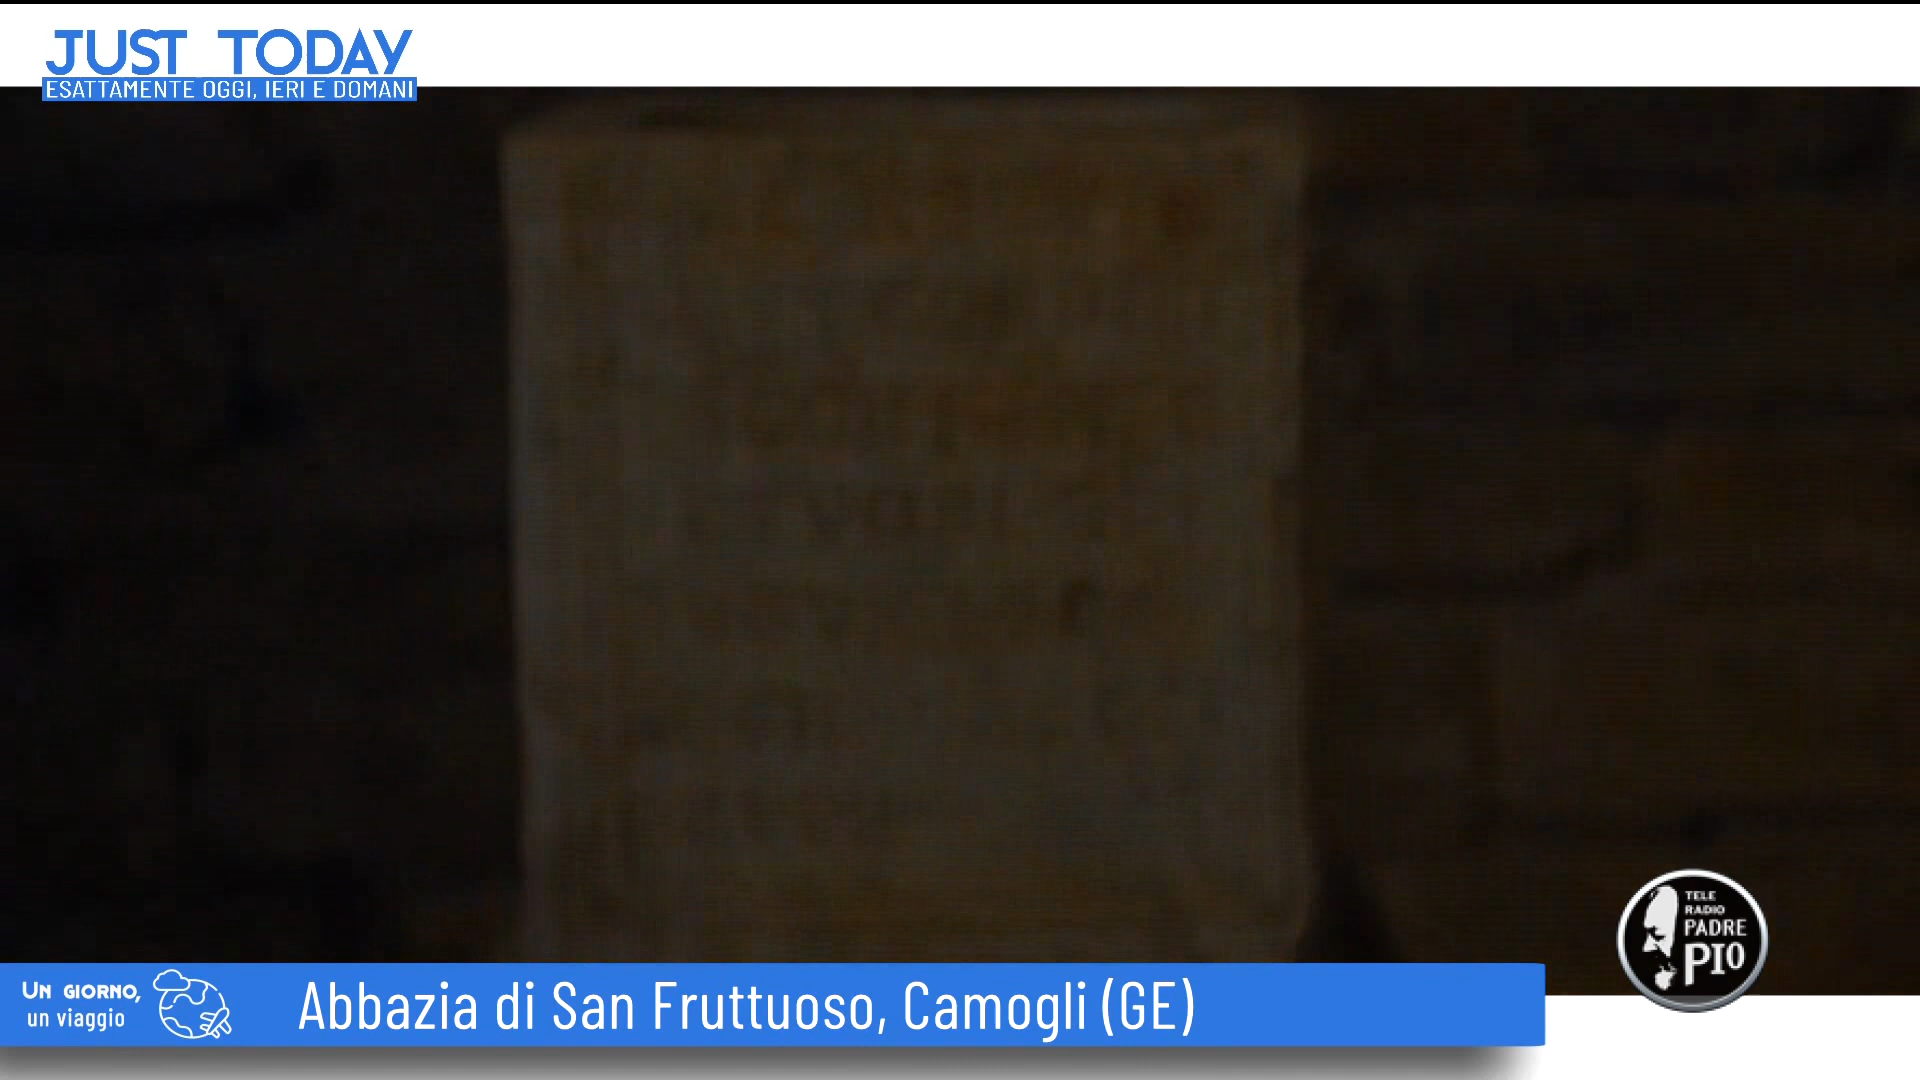 JUST TODAY
ESATTAMENTE OGGI, IERI E DOMANI
TELE
RADIO
PADRE
PIO
UN GIORNO,
un viaggio
Abbazia di San Fruttuoso, Camogli (GE)